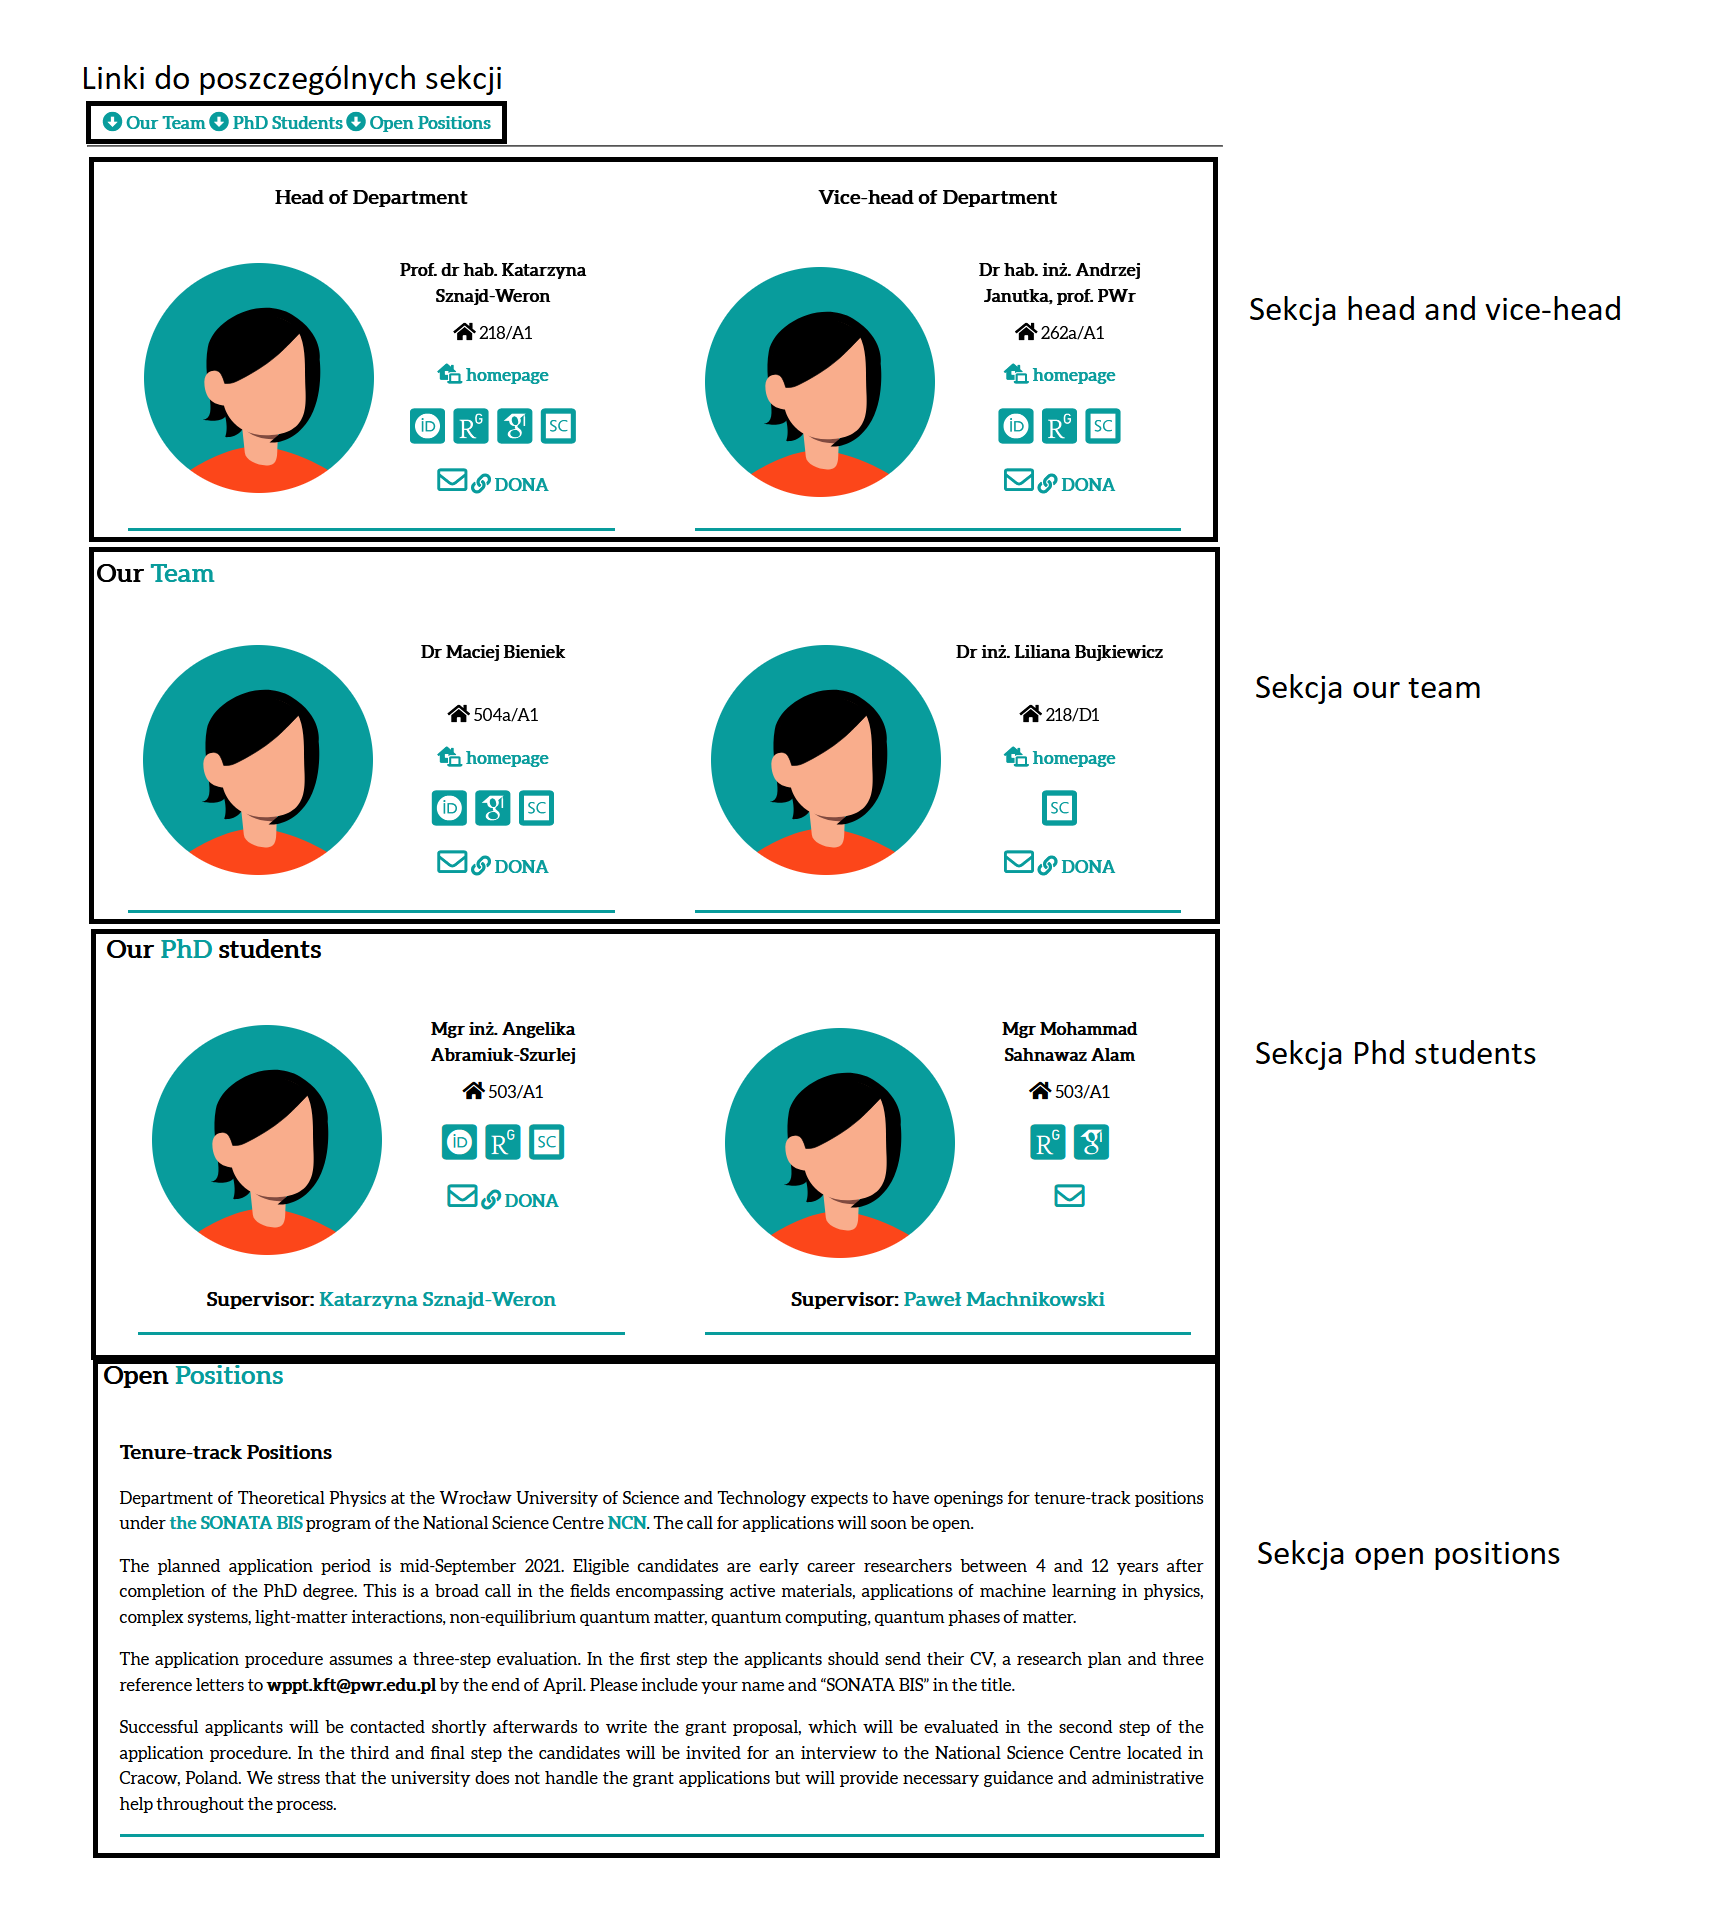 Linki do poszczególnych sekcji
Our Team PhD Students Open Positions
Head of Department
Vice-head of Department
Prof. dr hab. Katarzyna
Sznajd-Weron
218/A1
homepage
iD RG g SC
DONA
Dr hab. inż. Andrzej
Janutka, prof. PWr
262a/A1
homepage
iD RG SC
DONA
Sekcja head and vice-head
Our Team
Dr Maciej Bieniek
504a/A1
homepage
iD g SC
DONA
Dr inż. Liliana Bujkiewicz
218/D1
homepage
SC
DONA
Sekcja our team
Our PhD students
Mgr inż. Angelika
Abramiuk-Szurlej
503/A1
iD RG SC
DONA
Supervisor: Katarzyna Sznajd-Weron
Mgr Mohammad
Sahnawaz Alam
503/A1
RG g
Supervisor: Paweł Machnikowski
Sekcja Phd students
Open Positions
Tenure-track Positions
Department of Theoretical Physics at the Wrocław University of Science and Technology expects to have openings for tenure-track positions
under the SONATA BIS program of the National Science Centre NCN. The call for applications will soon be open.
The planned application period is mid-September 2021. Eligible candidates are early career researchers between 4 and 12 years after
completion of the PhD degree. This is a broad call in the fields encompassing active materials, applications of machine learning in physics,
complex systems, light-matter interactions, non-equilibrium quantum matter, quantum computing, quantum phases of matter.
The application procedure assumes a three-step evaluation. In the first step the applicants should send their CV, a research plan and three
reference letters to wppt.kft@pwr.edu.pl by the end of April. Please include your name and “SONATA BIS” in the title.
Successful applicants will be contacted shortly afterwards to write the grant proposal, which will be evaluated in the second step of the
application procedure. In the third and final step the candidates will be invited for an interview to the National Science Centre located in
Cracow, Poland. We stress that the university does not handle the grant applications but will provide necessary guidance and administrative
help throughout the process.
Sekcja open positions